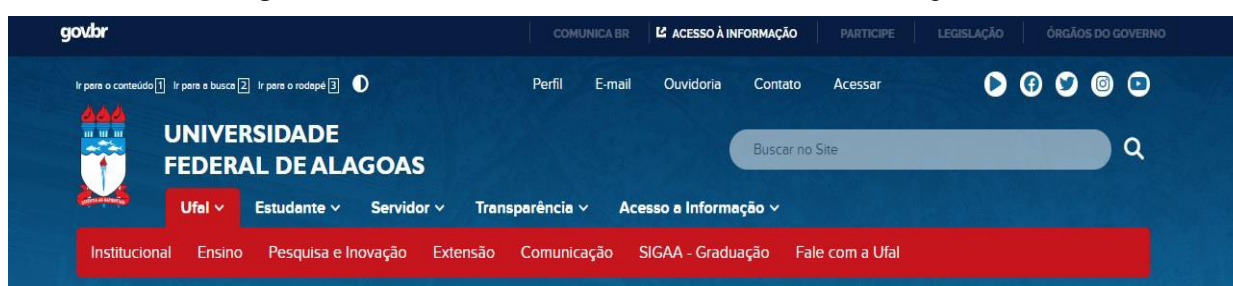 gov.br COMUNICA BR ACESSO À INFORMAÇÃO PARTICIPE LEGISLAÇÃO ÓRGÃOS DO GOVERNO
Ir para o conteúdo 1 Ir para a busca 2 Ir para o rodapé 3 Perfil E-mail Ouvidoria Contato Acessar
UNIVERSIDADE
FEDERAL DE ALAGOAS
Buscar no Site
Ufal Estudante Servidor Transparência Acesso a Informação
Institucional Ensino Pesquisa e Inovação Extensão Comunicação SIGAA - Graduação Fale com a Ufal